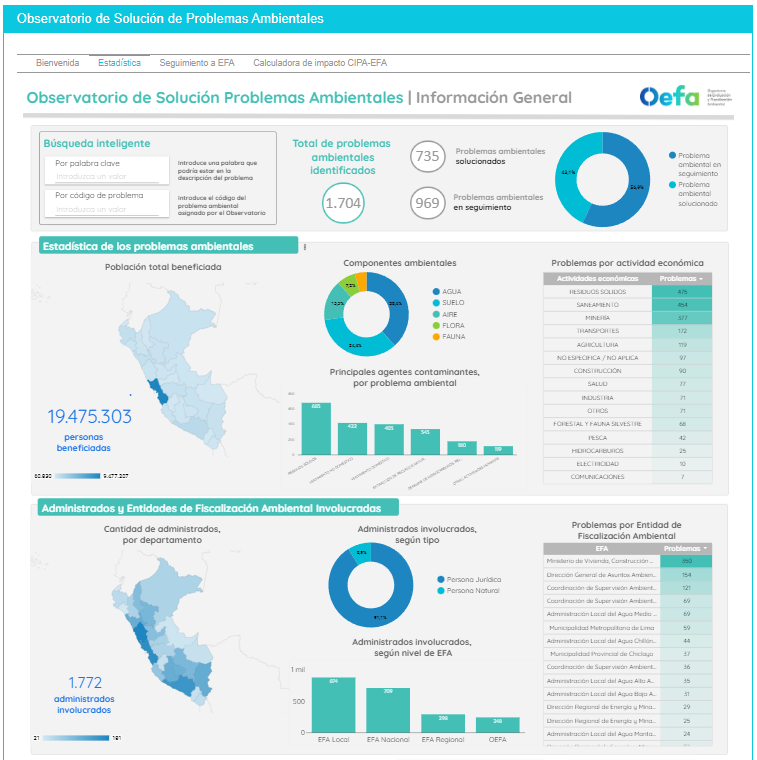 Observatorio de Solución de Problemas Ambientales
Bienvenida Estadística Seguimiento a EFA Calculadora de impacto CIPA-EFA
Observatorio de Solución Problemas Ambientales | Información General
Oefa
Búsqueda inteligente
Por palabra clave
Introduzca un valor
Introduce una palabra que
podría estar en la
descripción del problema
Por código de problema
Introduzca un valor
Introduce el código del
problema ambiental
asignado por el Observatorio
Total de problemas
ambientales
identificados
1.704
735
Problemas ambientales
solucionados
969
Problemas ambientales
en seguimiento
43,1%
56,9%
Problema
ambiental en
seguimiento
Problema
ambiental
solucionado
Estadística de los problemas ambientales
Población total beneficiada
19.475.303
personas
beneficiadas
9.477.207
Componentes ambientales
AGUA
SUELO
AIRE
FLORA
FAUNA
Principales agentes contaminantes,
por problema ambiental
Problemas por actividad económica
Actividades económicas Problemas
RESIDUOS SÓLIDOS 475
SANEAMIENTO 464
MINERÍA 377
TRANSPORTES 172
AGRICULTURA 119
NO ESPECIFICA / NO APLICA 97
CONSTRUCCIÓN 90
SALUD 77
INDUSTRIA 71
OTROS 71
FORESTAL Y FAUNA SILVESTRE 68
PESCA 42
HIDROCARBUROS 25
ELECTRICIDAD 10
COMUNICACIONES 7
Administrados y Entidades de Fiscalización Ambiental Involucradas
Cantidad de administrados,
por departamento
1.772
administrados
involucrados
21 181
Administrados involucrados,
según tipo
Persona Jurídica
Persona Natural
Administrados involucrados,
según nivel de EFA
1 mil
500
0
EFA Local EFA Nacional EFA Regional OEFA
Problemas por Entidad de
Fiscalización Ambiental
EFA Problemas
Ministerio de Vivienda, Construcción ... 350
Dirección General de Asuntos Ambien... 154
Coordinación de Supervisión Ambient... 121
Coordinación de Supervisión Ambient... 69
Administración Local del Agua Medio ... 69
Municipalidad Metropolitana de Lima 59
Administración Local del Agua Chillón... 44
Municipalidad Provincial de Chiclayo 37
Coordinación de Supervisión Ambient... 36
Administración Local del Agua Alto A... 35
Administración Local del Agua Bajo A... 31
Dirección Regional de Energía y Mina... 29
Dirección Regional de Energía y Mina... 25
Administración Local del Agua Manta... 24